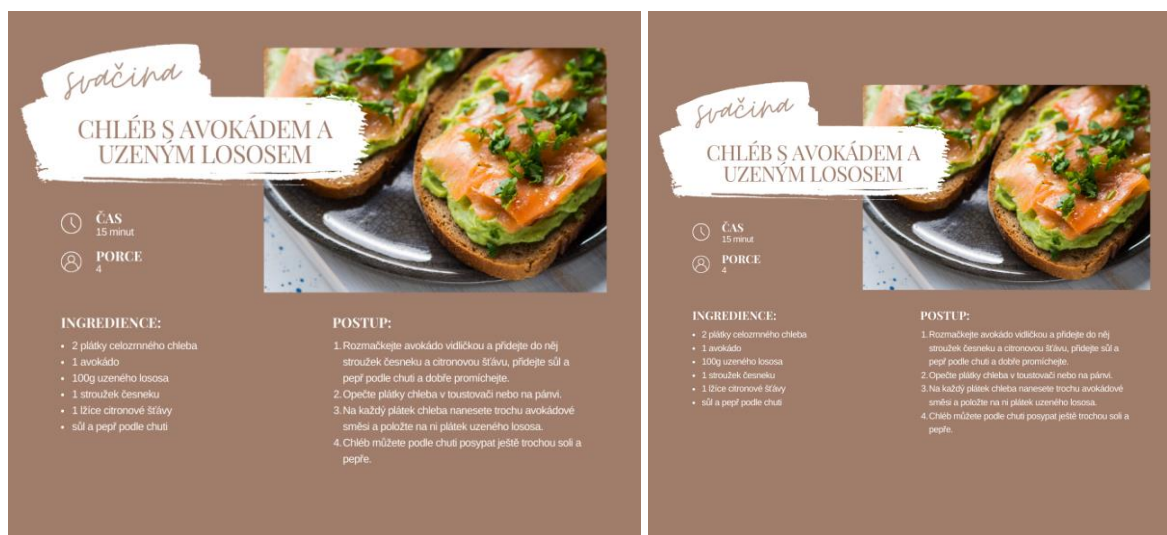 svačina
CHLÉB S AVOKÁDEM A
UZENÝM LOSOSEM
ČAS
15 minut
PORCE
4
INGREDIENCE:
• 2 plátky celozrnného chleba
• 1 avokádo
• 100g uzeného lososa
• 1 stroužek česneku
• 1 lžíce citronové šťávy
• sůl a pepř podle chuti
POSTUP:
1. Rozmačkejte avokádo vidličkou a přidejte do něj
stroužek česneku a citronovou šťávu, přidejte sůl a
pepř podle chuti a dobře promíchejte.
2. Opečte plátky chleba v toustovači nebo na pánvi.
3. Na každý plátek chleba nanesete trochu avokádové
směsi a položte na ni plátek uzeného lososa.
4. Chléb můžete podle chuti posypat ještě trochou soli a
pepře.
svačina
CHLÉB S AVOKÁDEM A
UZENÝM LOSOSEM
ČAS
15 minut
PORCE
4
INGREDIENCE:
• 2 plátky celozrnného chleba
• 1 avokádo
• 100g uzeného lososa
• 1 stroužek česneku
• 1 lžíce citronové šťávy
• sůl a pepř podle chuti
POSTUP:
1. Rozmačkejte avokádo vidličkou a přidejte do něj
stroužek česneku a citronovou šťávu, přidejte sůl a
pepř podle chuti a dobře promíchejte.
2. Opečte plátky chleba v toustovači nebo na pánvi.
3. Na každý plátek chleba nanesete trochu avokádové
směsi a položte na ni plátek uzeného lososa.
4. Chléb můžete podle chuti posypat ještě trochou soli a
pepře.